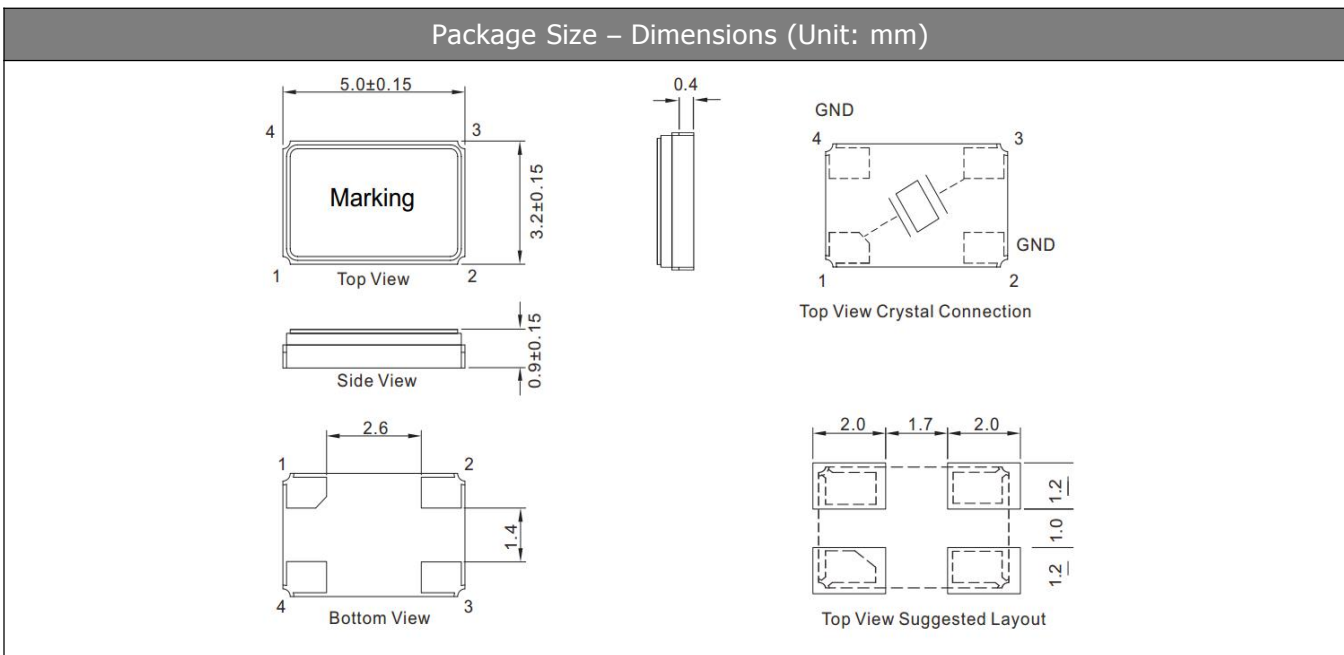 Package Size – Dimensions (Unit: mm)
5.0±0.15
4
3
Marking
3.2±0.15
1
2
Top View
0.4
GND
4
3
GND
1
2
Top View Crystal Connection
0.9±0.15
Side View
2.6
1
2
1.4
4
3
Bottom View
2.0
1.7
2.0
1.2
1.0
1.2
Top View Suggested Layout